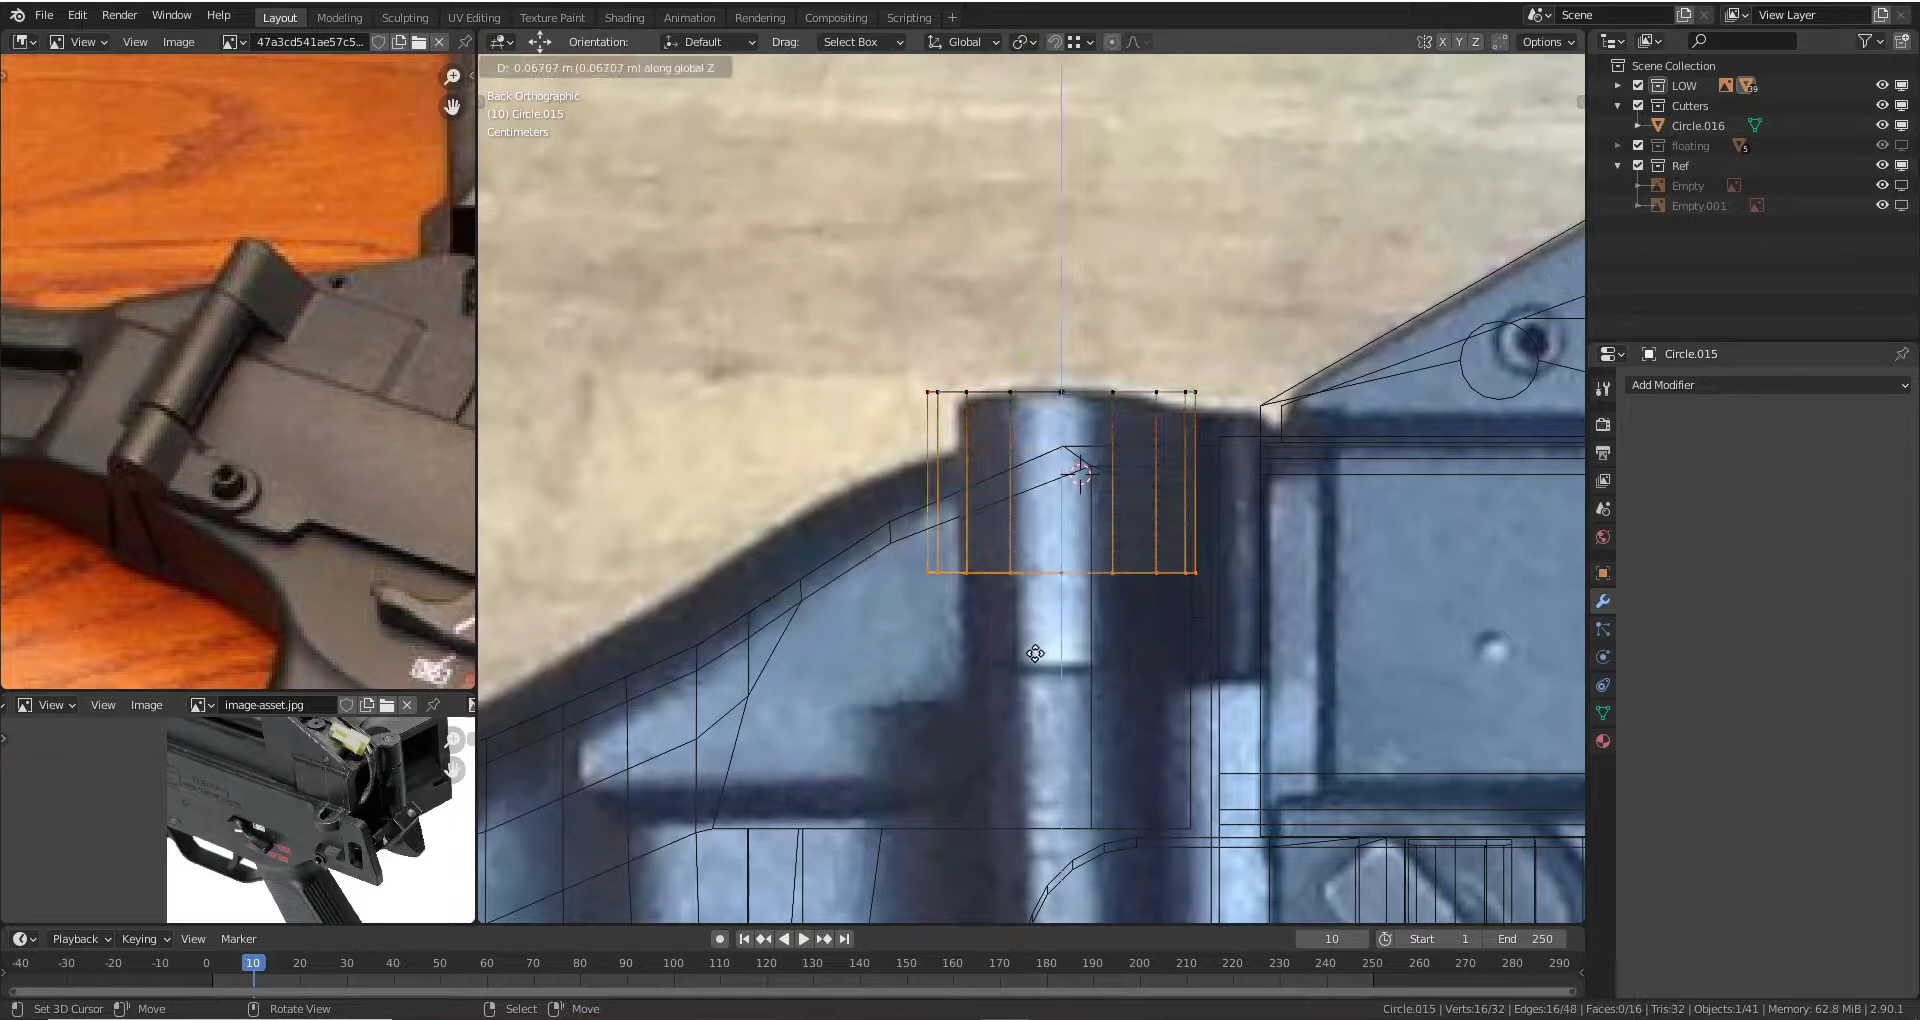 File Edit Render Window Help Layout Modeling Sculpting UV Editing Texture Paint Shading Animation Rendering Compositing Scripting + Scene View Layer
View View Image 47a3cd541ae57c5... Orientation: Default Drag: Select Box Global X Y Z Options
D: 0.06707 m (0.06707 m) along global Z
Back Orthographic
(10) Circle.015
Centimeters
Scene Collection
LOW 39
Cutters
Circle.016
floating 5
Ref
Empty
Empty.001
Circle.015
Add Modifier
View View Image image-asset.jpg
Playback Keying View Marker 10 Start 1 End 250
-40 -30 -20 -10 0 10 20 30 40 50 60 70 80 90 100 110 120 130 140 150 160 170 180 190 200 210 220 230 240 250 260 270 280 290
Set 3D Cursor Move Rotate View Select Move Circle.015 | Verts:16/32 | Edges:16/48 | Faces:0/16 | Tris:32 | Objects:1/41 | Memory: 62.8 MiB | 2.90.1